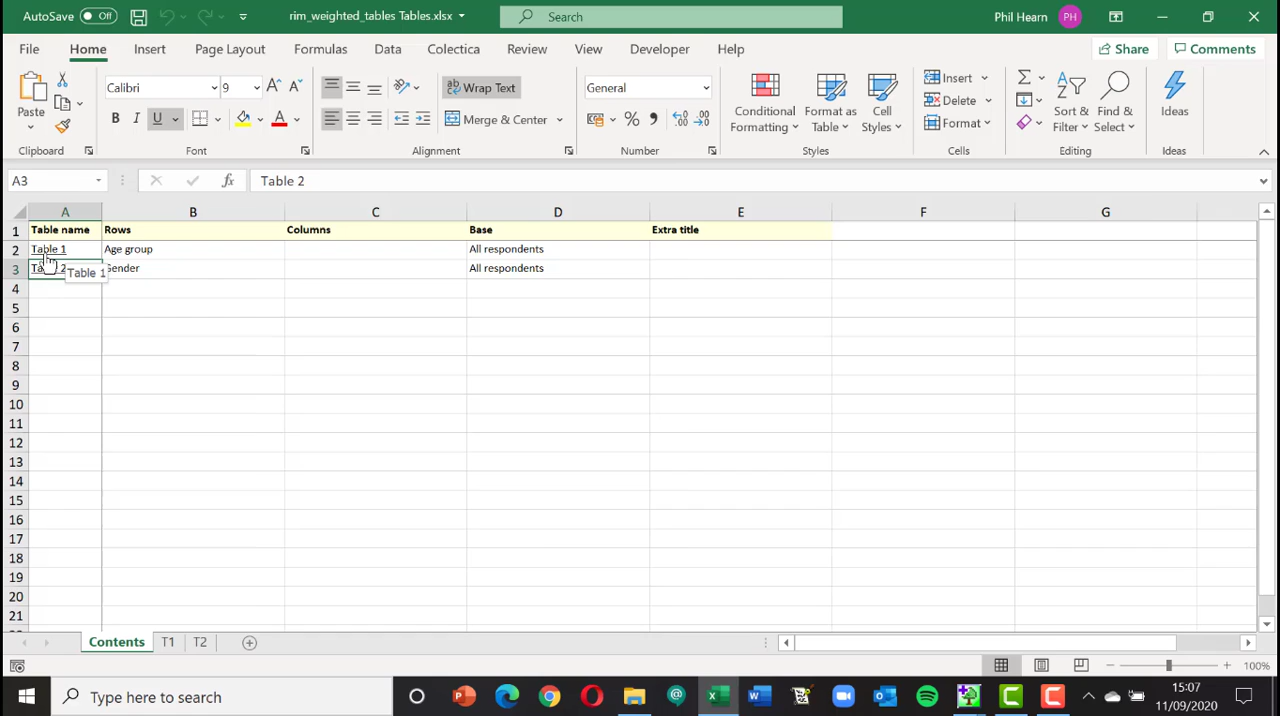 AutoSave Off rim_weighted_tables Tables.xlsx Search Phil Hearn PH
File Home Insert Page Layout Formulas Data Colectica Review View Developer Help Share Comments
Paste
Clipboard
Calibri 9
B I U A
Font
Wrap Text
Merge & Center
Alignment
General
Number
Conditional Formatting
Format as Table
Cell Styles
Styles
Insert
Delete
Format
Cells
Sort & Filter
Find & Select
Editing
Ideas
Ideas
A3 fx Table 2
A B C D E F G
1 Table name Rows Columns Base Extra title
2 Table 1 Age group All respondents
3 Gender All respondents
Table 1
4
5
6
7
8
9
10
11
12
13
14
15
16
17
18
19
20
21
Contents T1 T2
100%
Type here to search
15:07
11/09/2020